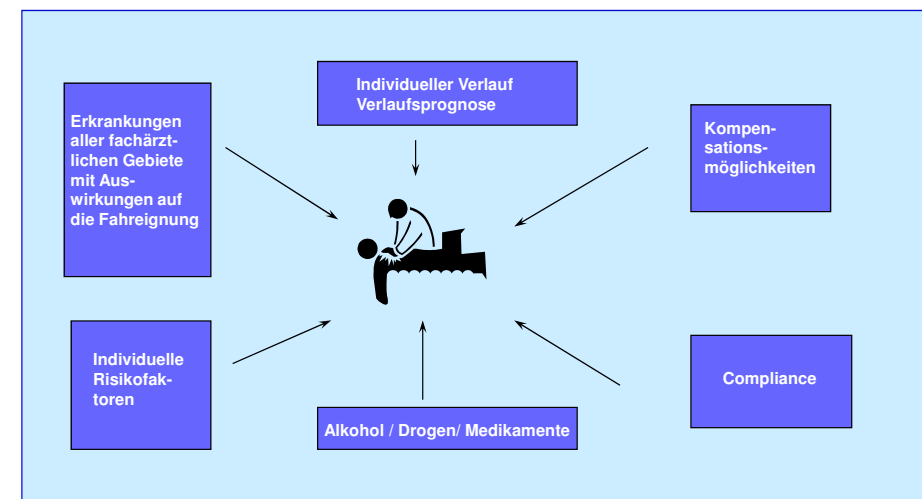 Individueller Verlauf
Verlaufsprognose
Erkrankungen
aller fachärzt-
lichen Gebiete
mit Aus-
wirkungen auf
die Fahreignung
Kompen-
sations-
möglichkeiten
Individuelle
Risikofak-
toren
Alkohol / Drogen/ Medikamente
Compliance